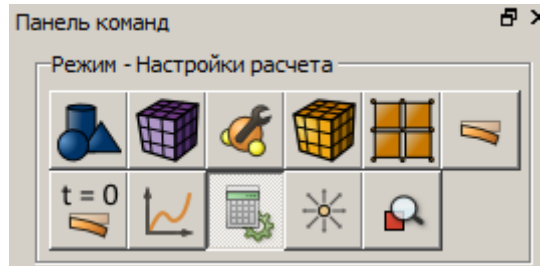 Панель команд
Режим - Настройки расчета
t = 0